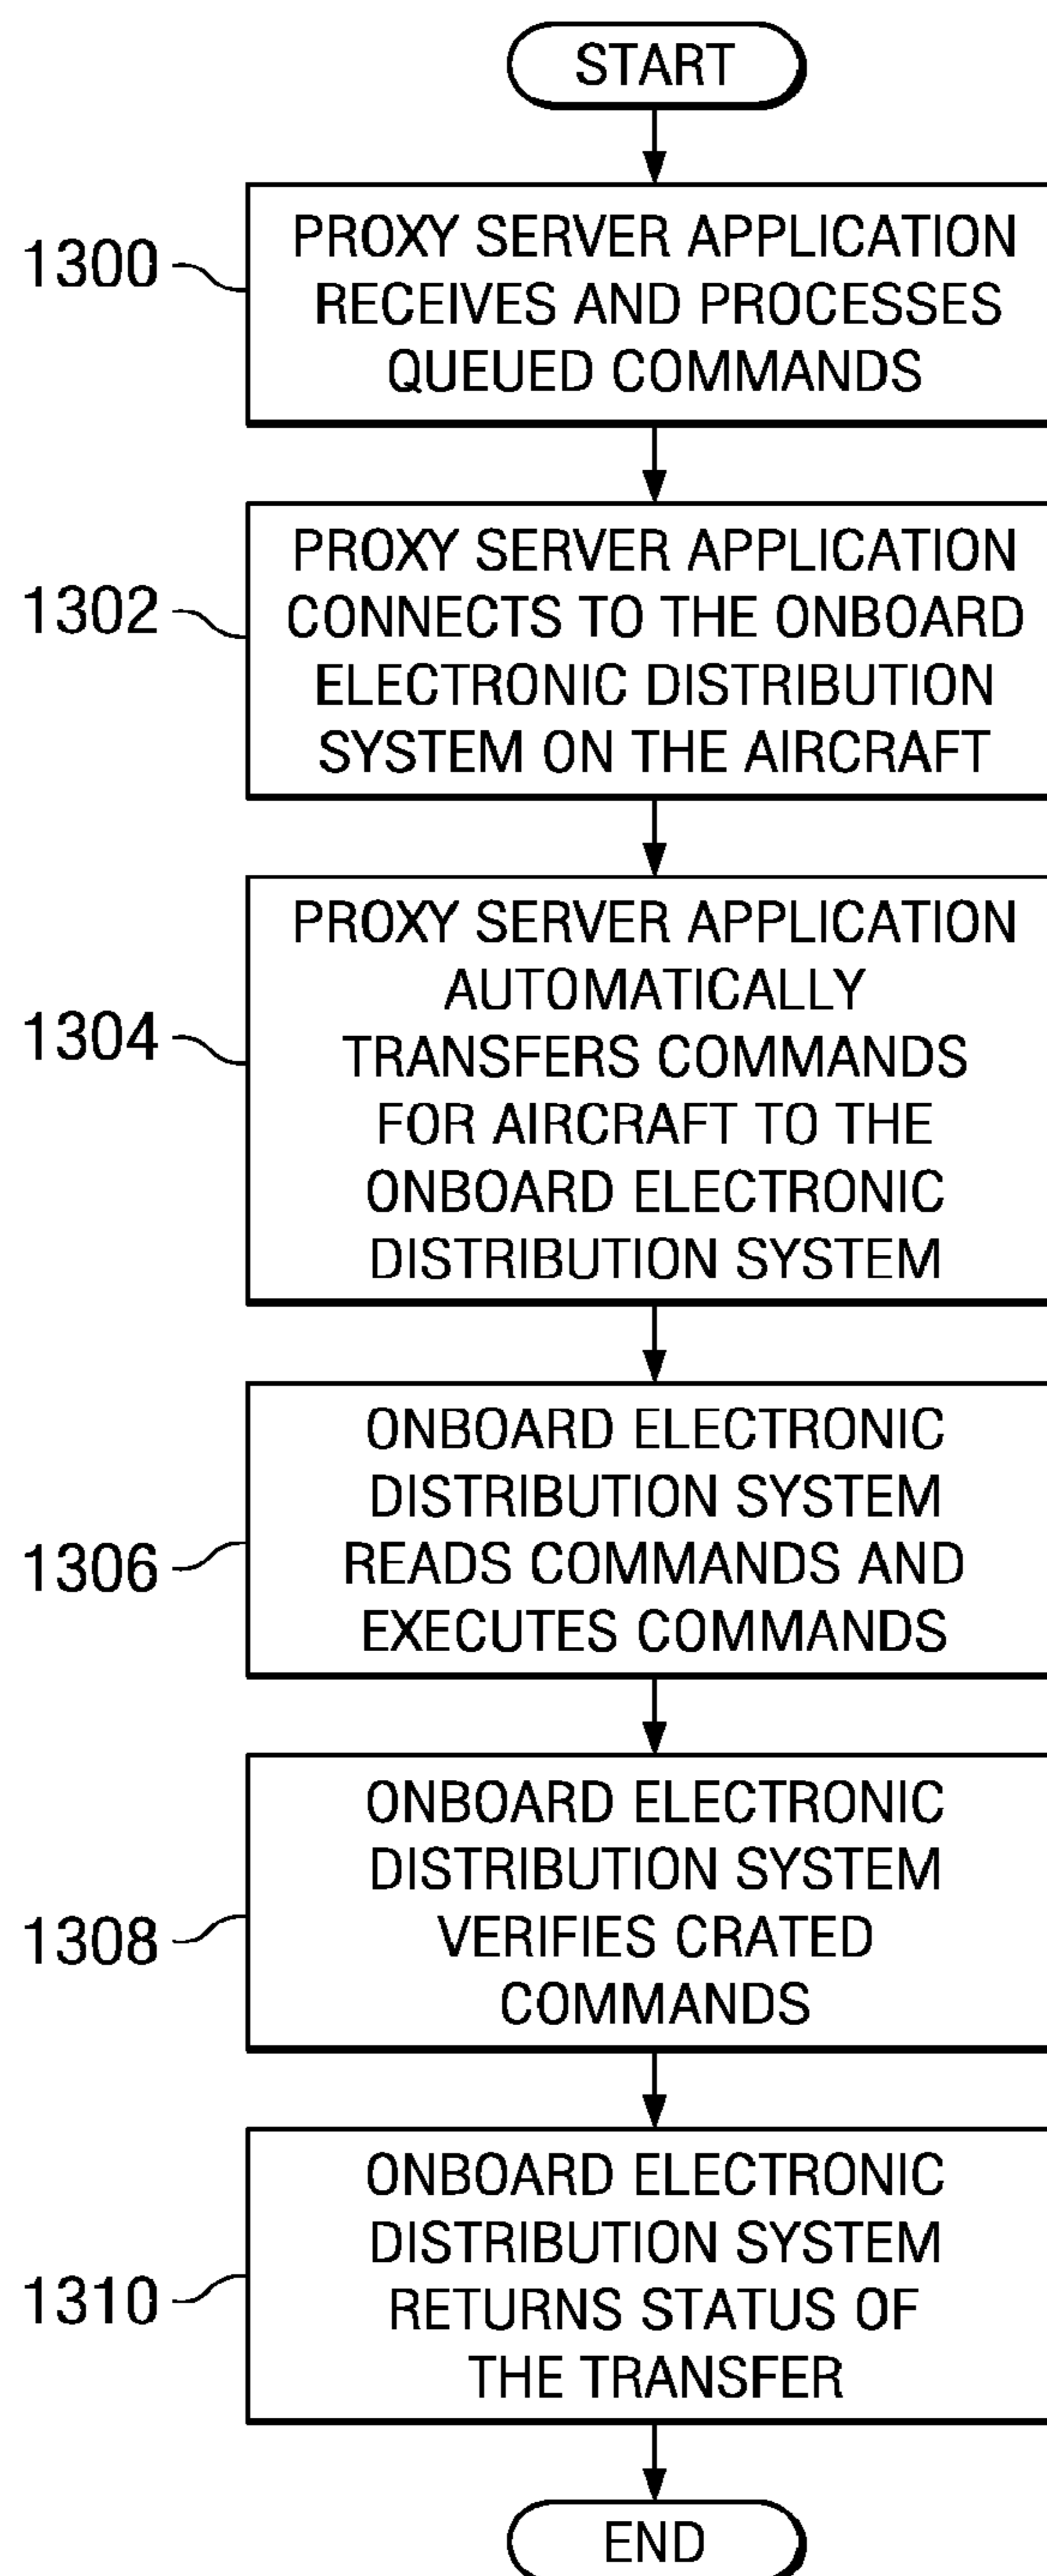 START
1300
PROXY SERVER APPLICATION
RECEIVES AND PROCESSES
QUEUED COMMANDS
1302
PROXY SERVER APPLICATION
CONNECTS TO THE ONBOARD
ELECTRONIC DISTRIBUTION
SYSTEM ON THE AIRCRAFT
1304
PROXY SERVER APPLICATION
AUTOMATICALLY
TRANSFERS COMMANDS
FOR AIRCRAFT TO THE
ONBOARD ELECTRONIC
DISTRIBUTION SYSTEM
1306
ONBOARD ELECTRONIC
DISTRIBUTION SYSTEM
READS COMMANDS AND
EXECUTES COMMANDS
1308
ONBOARD ELECTRONIC
DISTRIBUTION SYSTEM
VERIFIES CRATED
COMMANDS
1310
ONBOARD ELECTRONIC
DISTRIBUTION SYSTEM
RETURNS STATUS OF
THE TRANSFER
END